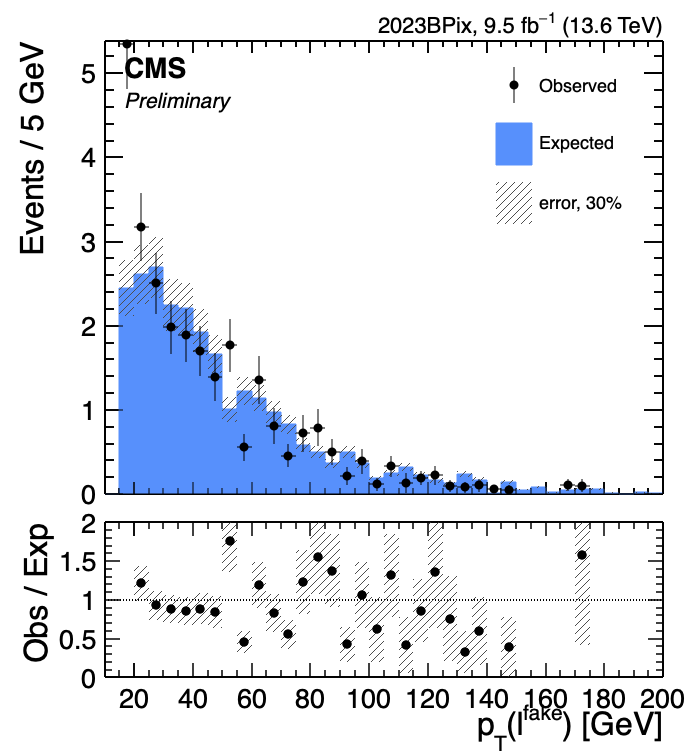 2023BPix, 9.5 fb⁻¹ (13.6 TeV)
Events / 5 GeV
CMS
Preliminary
Observed
Expected
error, 30%
5
4
3
2
1
0
Obs / Exp
2
1.5
1
0.5
0
20 40 60 80 100 120 140 160 180 200
p_T(l^fake) [GeV]